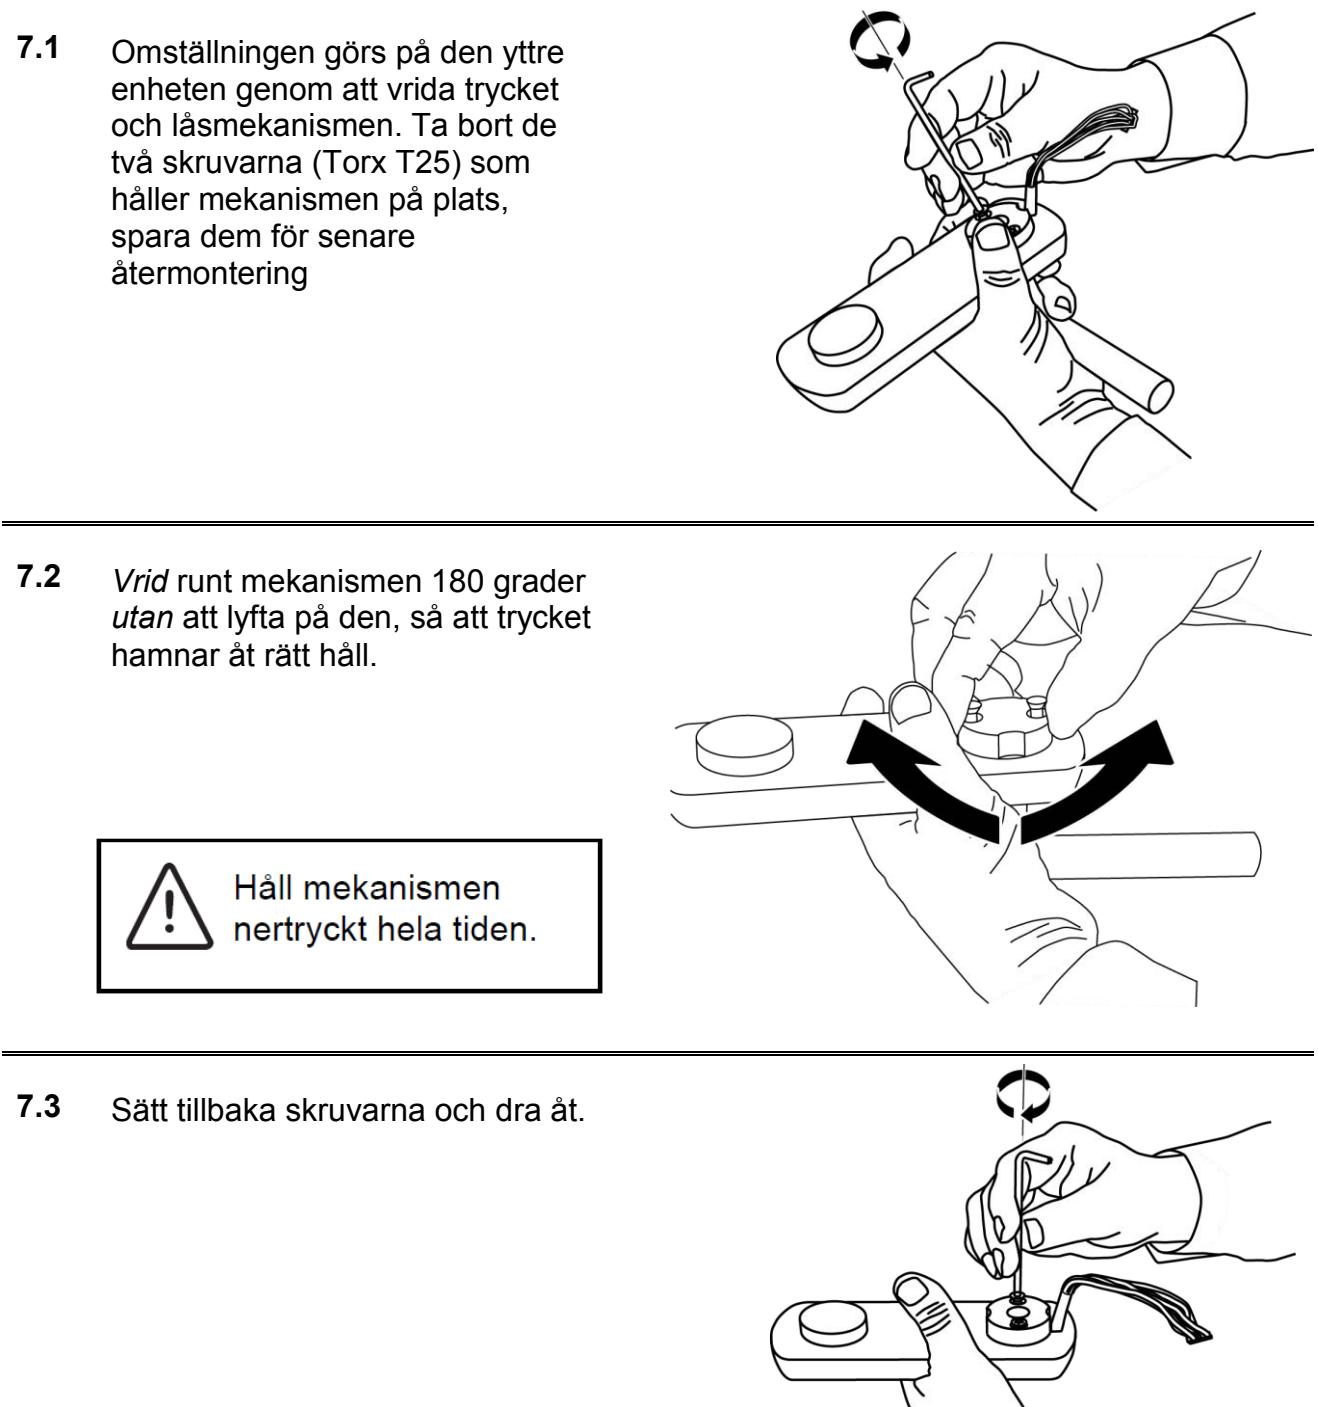 7.1 Omställningen görs på den yttre
enheten genom att vrida trycket
och låsmekanismen. Ta bort de
två skruvarna (Torx T25) som
håller mekanismen på plats,
spara dem för senare
återmontering
7.2 Vrid runt mekanismen 180 grader
utan att lyfta på den, så att trycket
hamnar åt rätt håll.
Håll mekanismen
nertryckt hela tiden.
7.3 Sätt tillbaka skruvarna och dra åt.